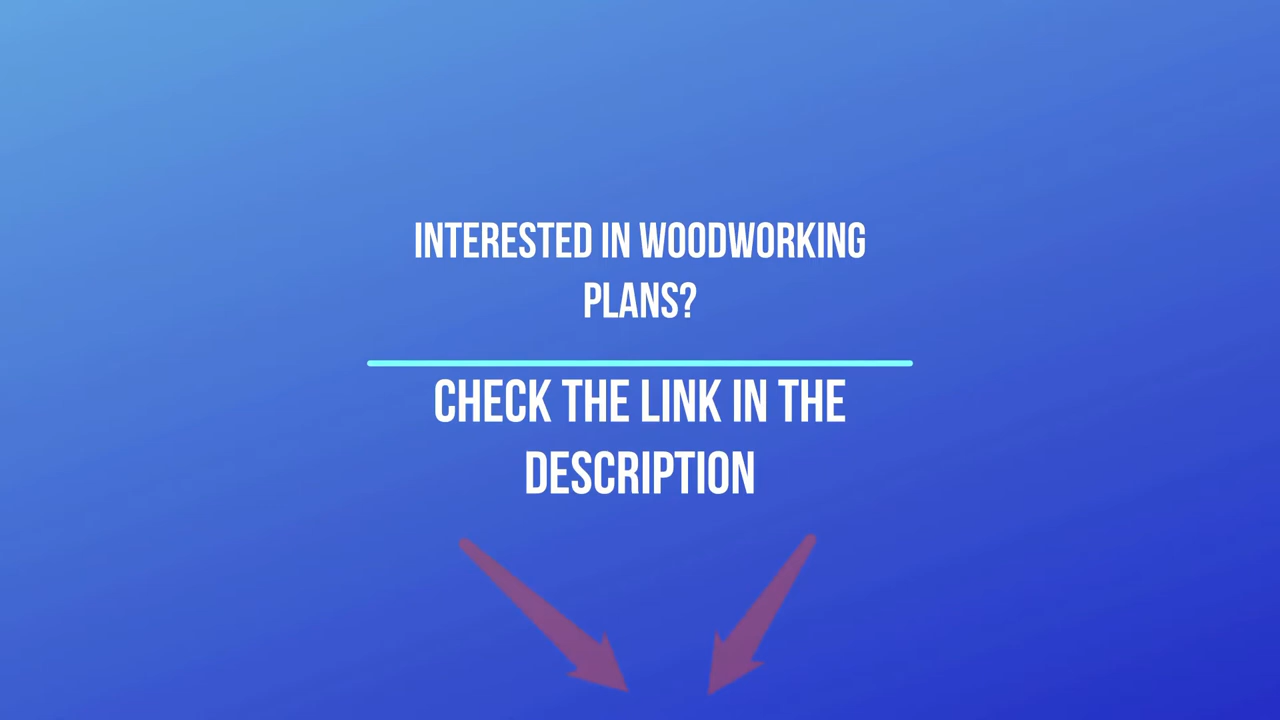 INTERESTED IN WOODWORKING
PLANS?
CHECK THE LINK IN THE
DESCRIPTION